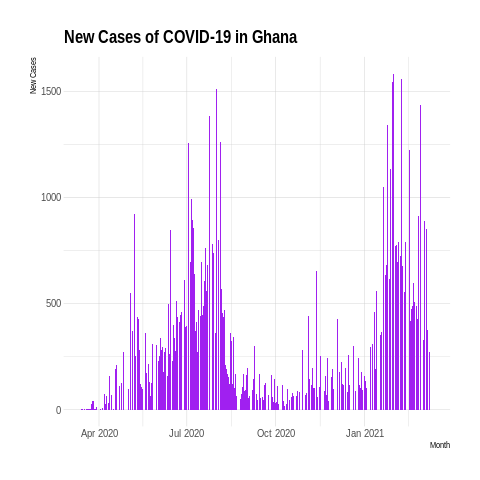 New Cases of COVID-19 in Ghana
New Cases
1500
1000
500
0
Apr 2020 Jul 2020 Oct 2020 Jan 2021
Month